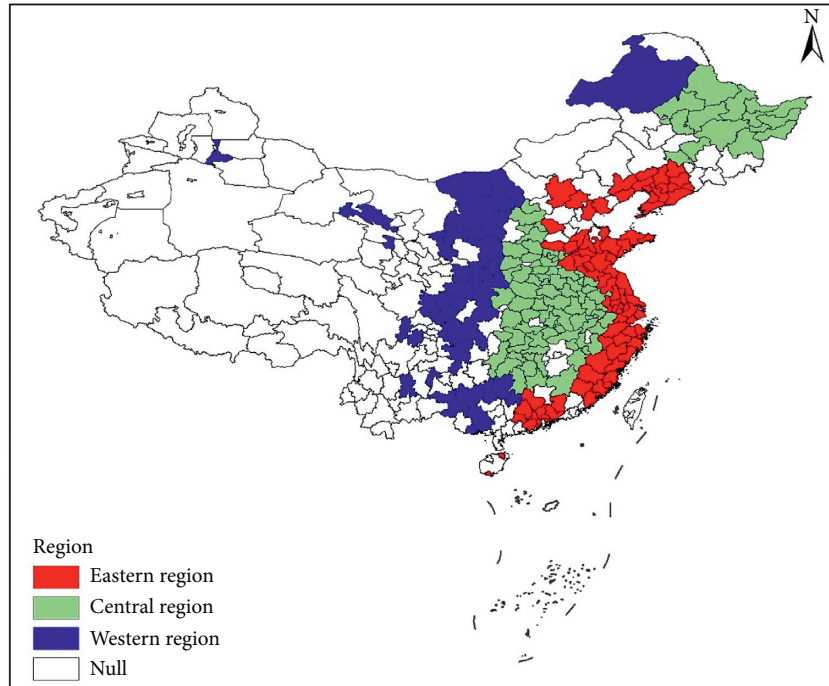 N
Region
Eastern region
Central region
Western region
Null